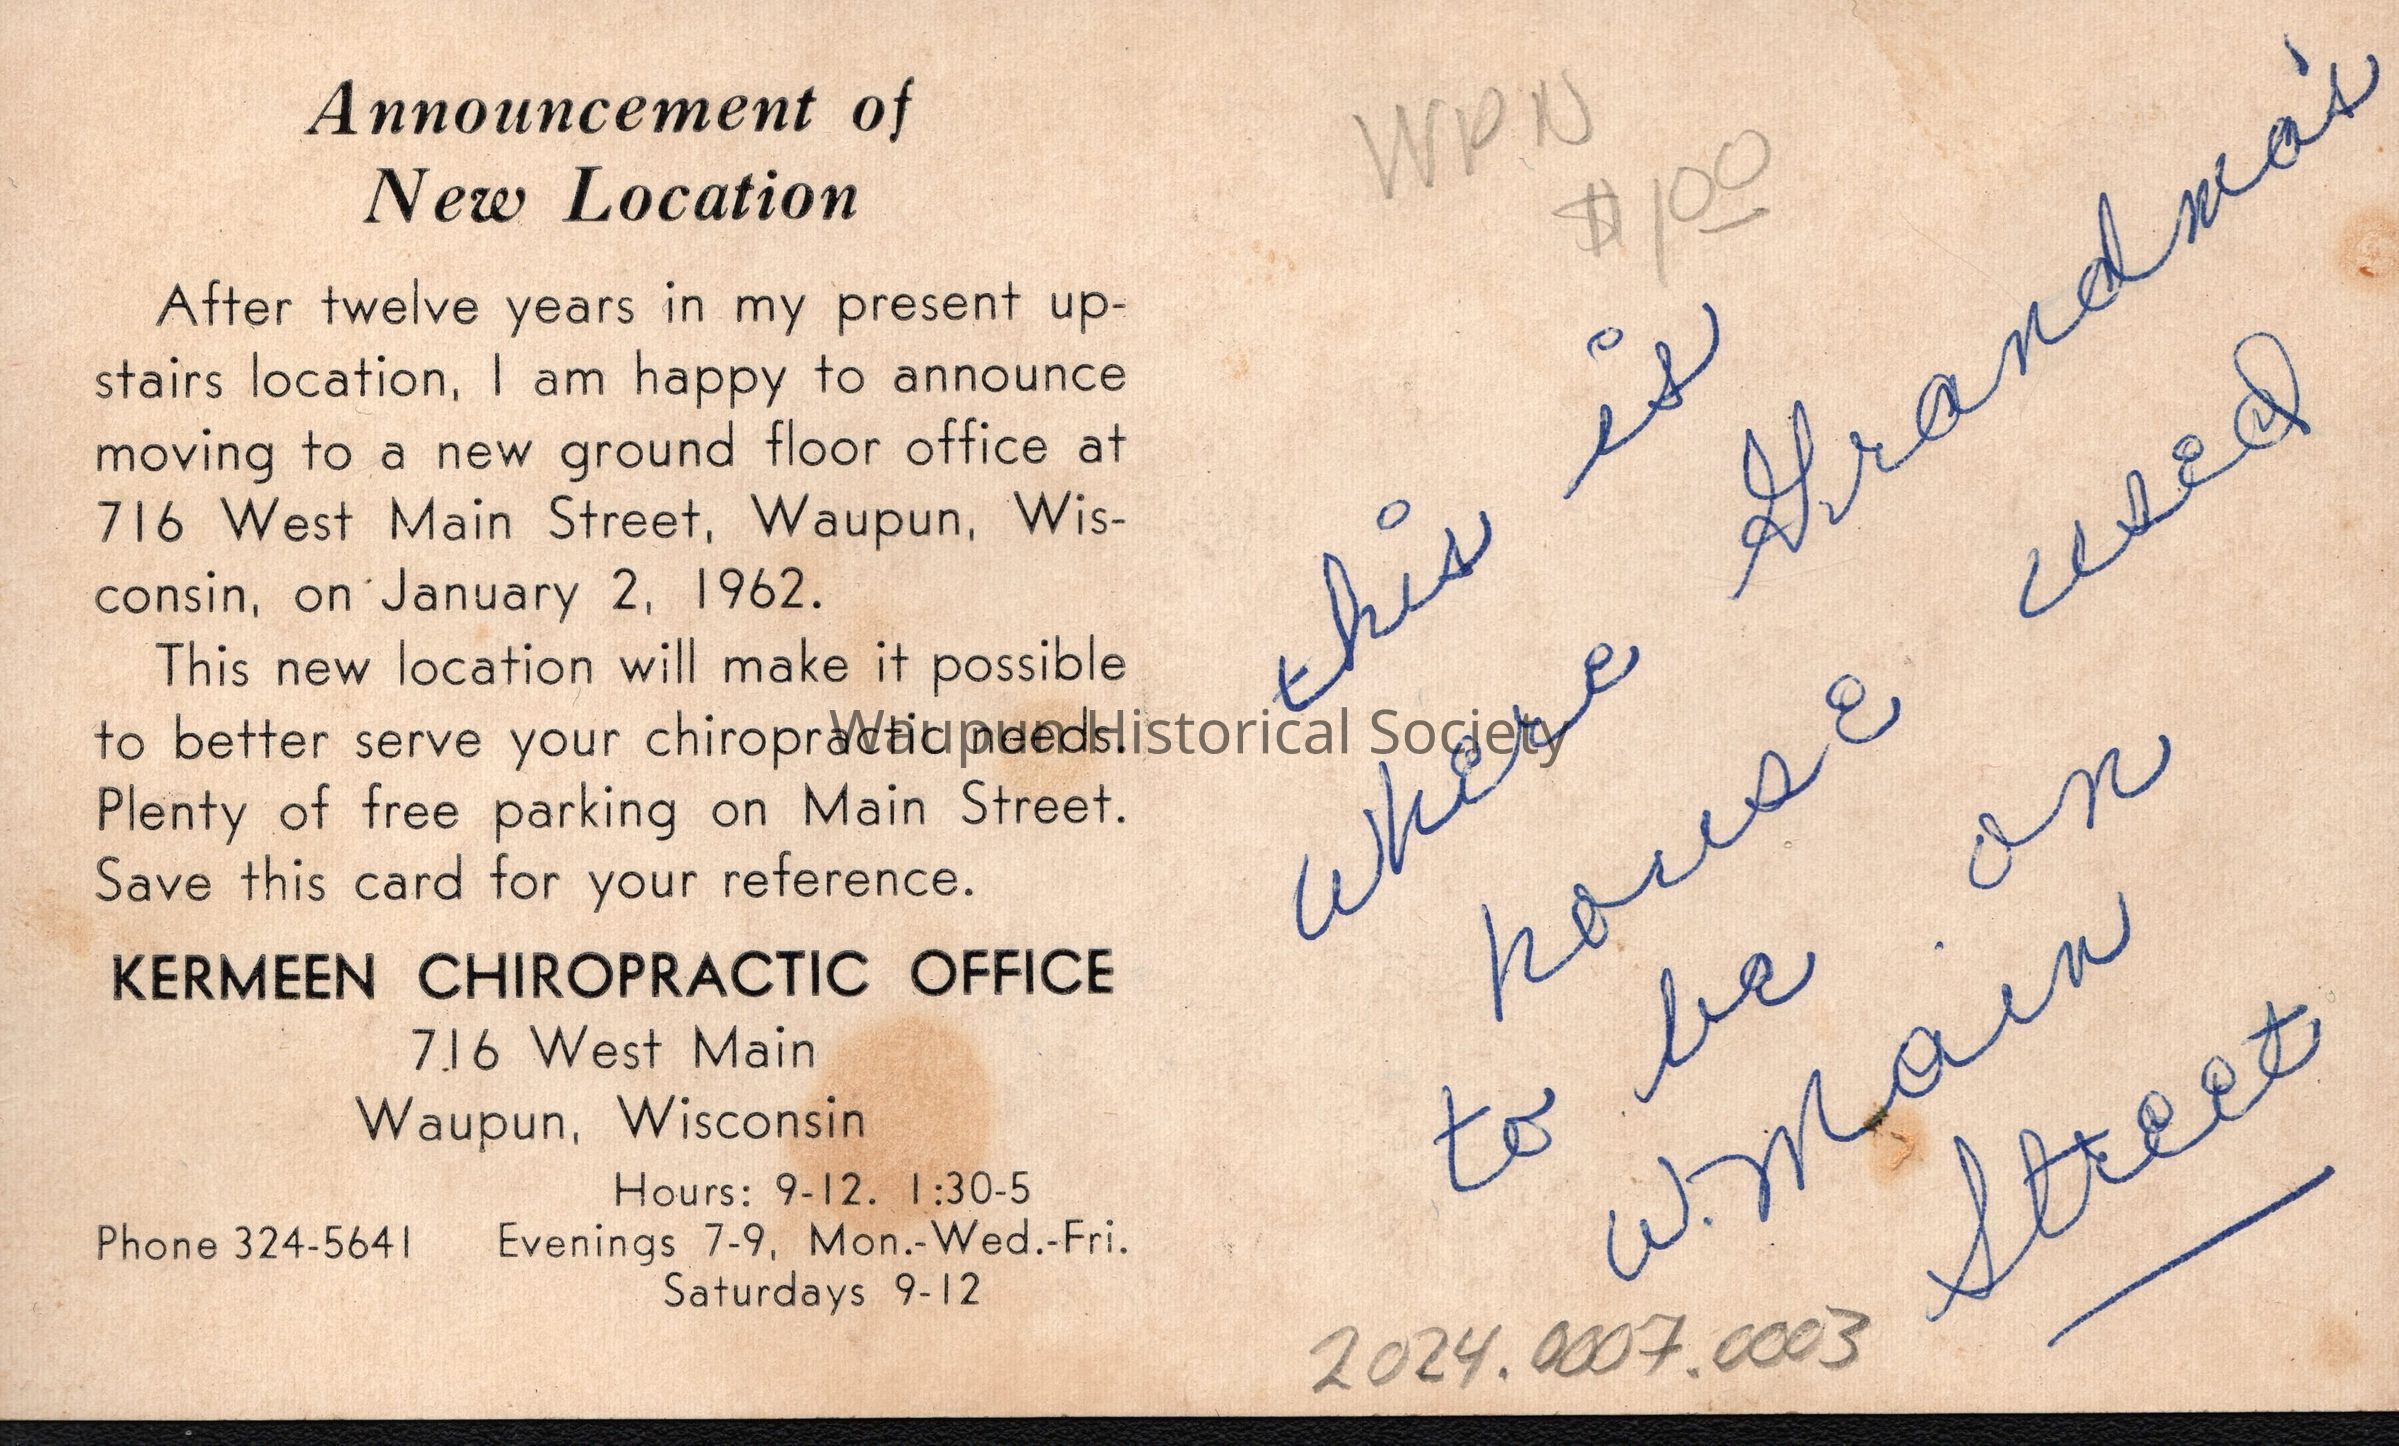 Announcement of
New Location
After twelve years in my present up-
stairs location, I am happy to announce
moving to a new ground floor office at
716 West Main Street, Waupun, Wis-
consin, on January 2, 1962.
This new location will make it possible
to better serve your chiropractic needs.
Plenty of free parking on Main Street.
Save this card for your reference.
KERMEEN CHIROPRACTIC OFFICE
716 West Main
Waupun, Wisconsin
Hours: 9-12. 1:30-5
Phone 324-5641 Evenings 7-9, Mon.-Wed.-Fri.
Saturdays 9-12
WPN
$1.00
this is
where Grandma's
house used
to be on
W. Main
Street
2024.0007.0003
Waupun Historical Society